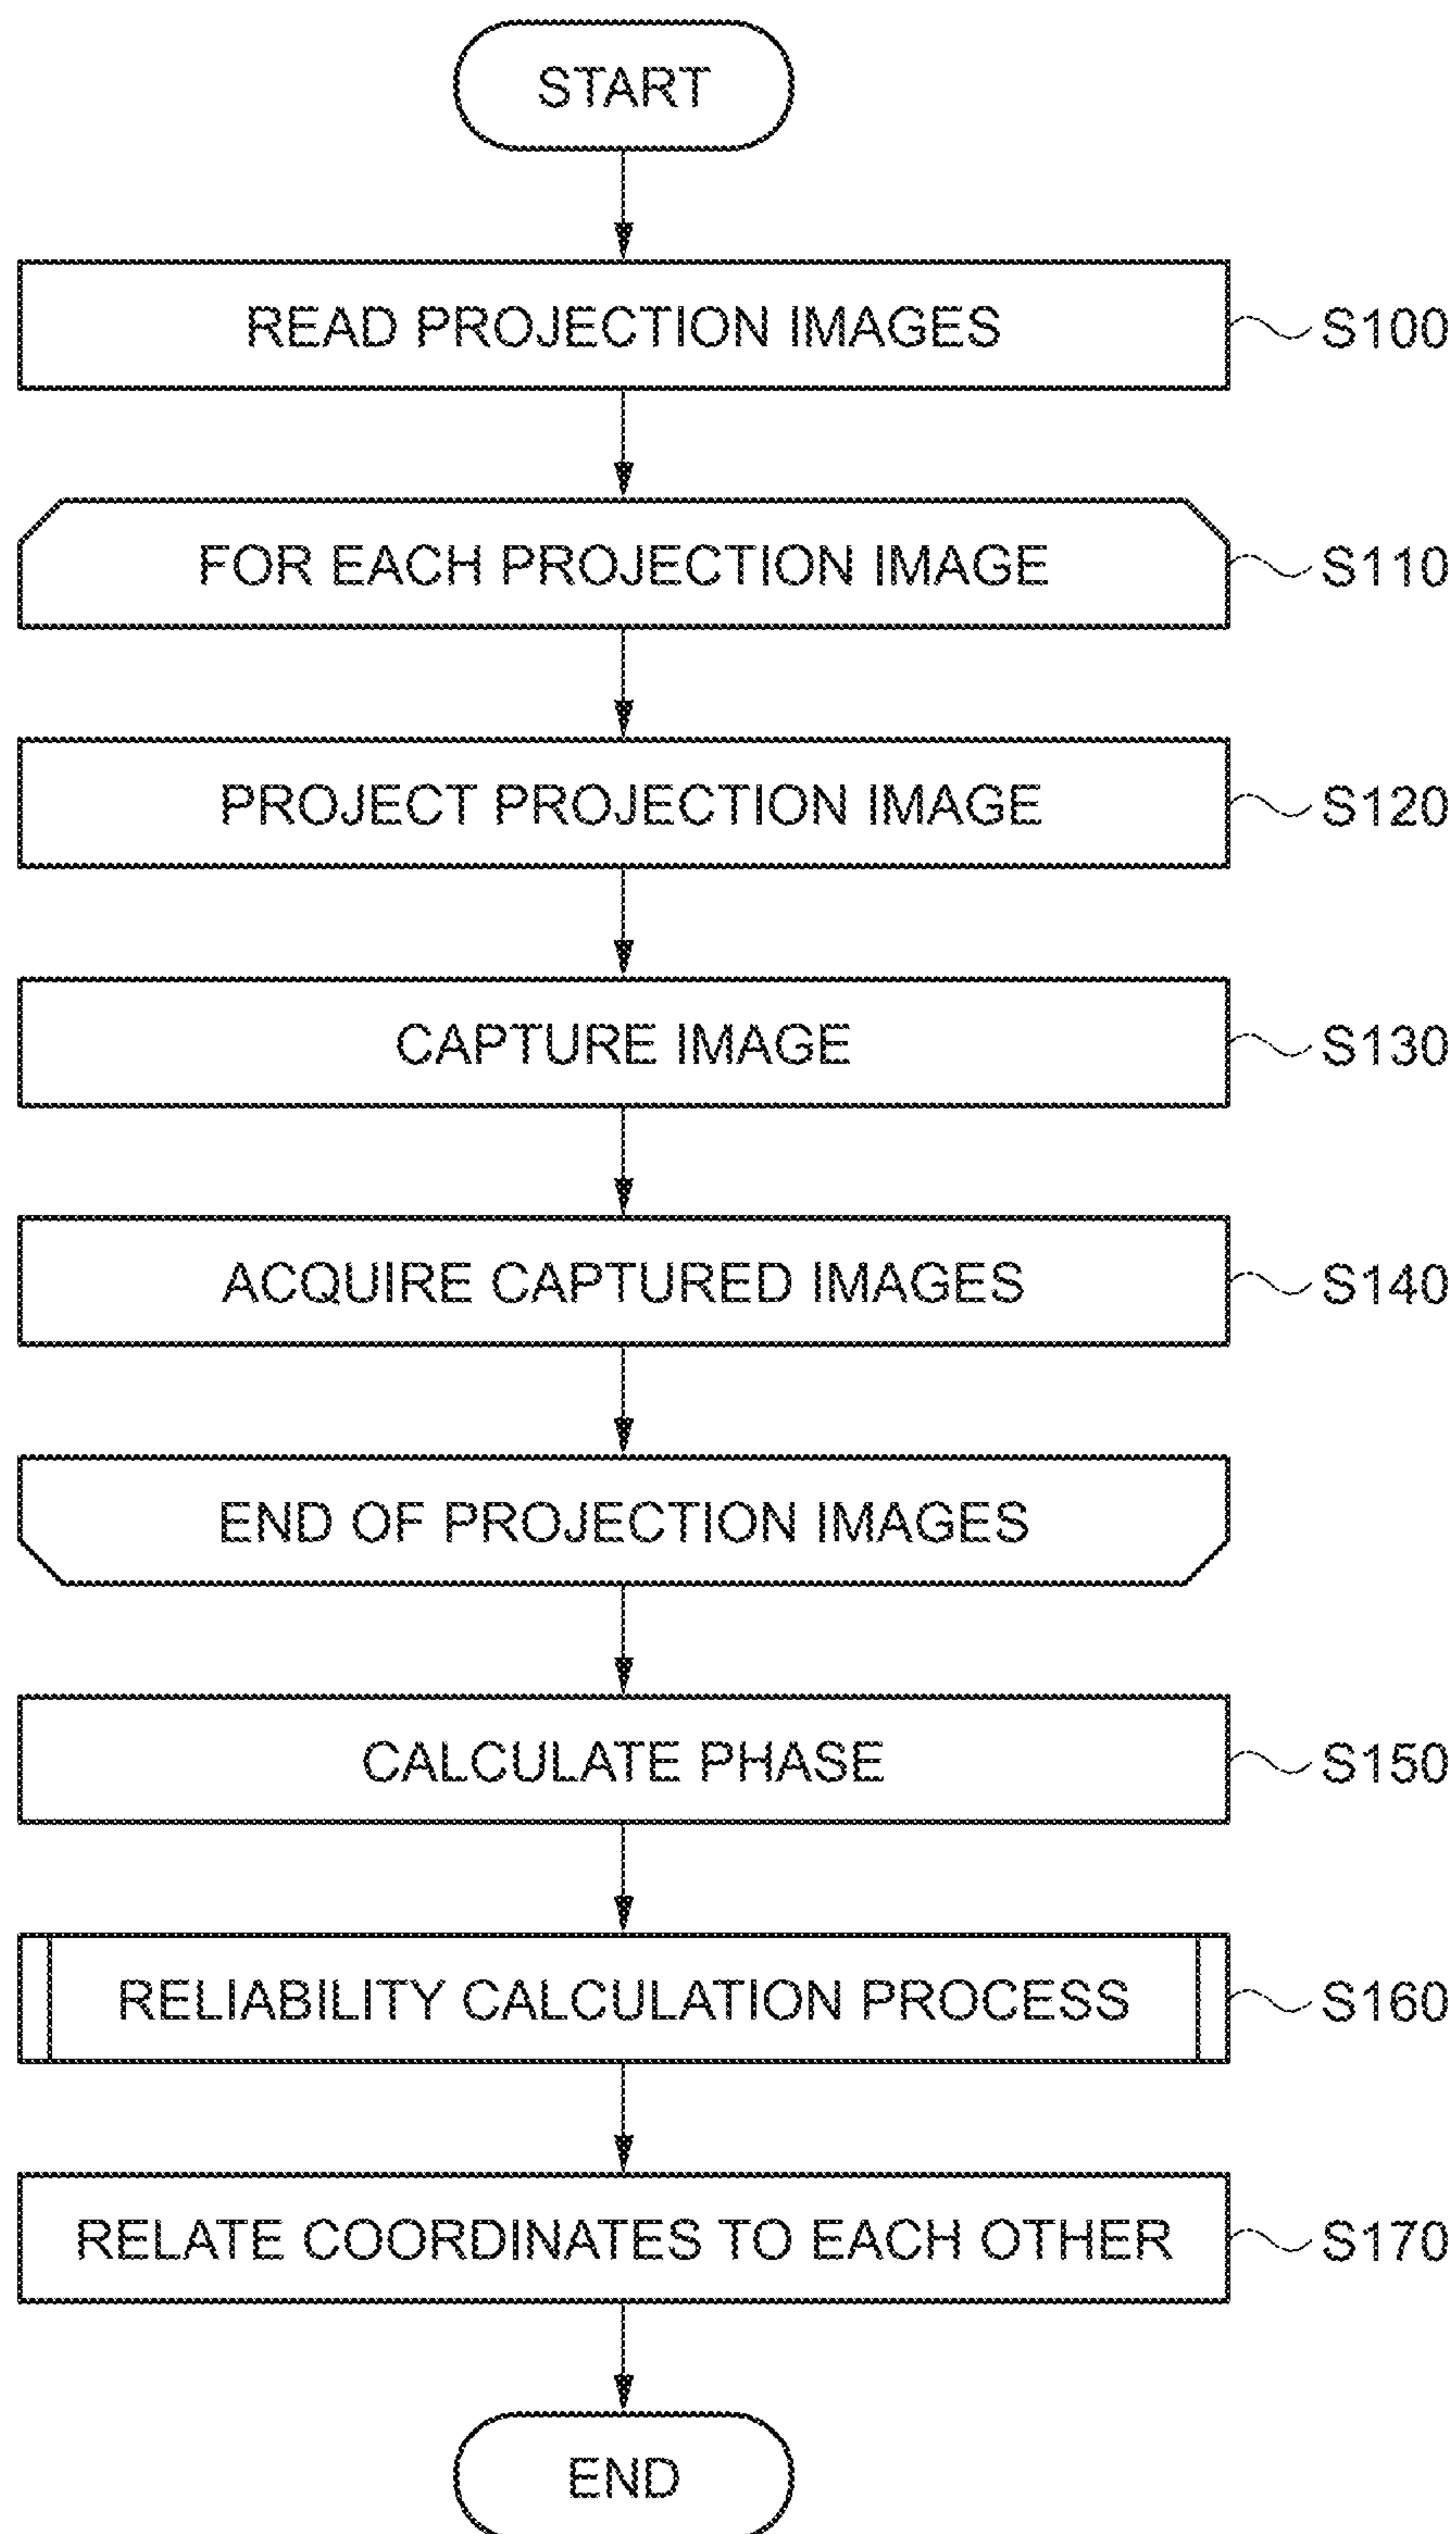 START
READ PROJECTION IMAGES S100
FOR EACH PROJECTION IMAGE S110
PROJECT PROJECTION IMAGE S120
CAPTURE IMAGE S130
ACQUIRE CAPTURED IMAGES S140
END OF PROJECTION IMAGES
CALCULATE PHASE S150
RELIABILITY CALCULATION PROCESS S160
RELATE COORDINATES TO EACH OTHER S170
END